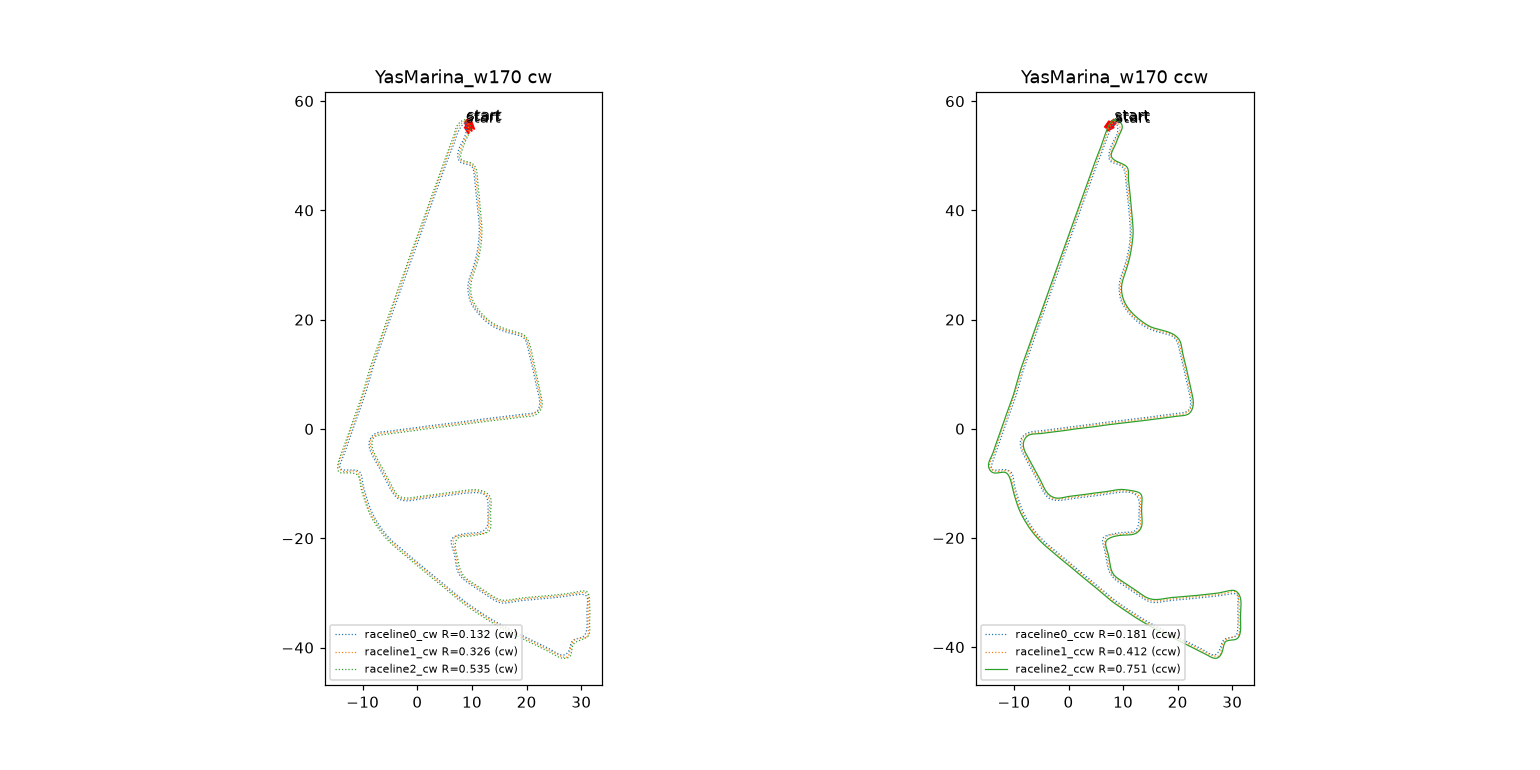 YasMarina_w170 cw
60
40
20
0
−20
−40
−10
0
10
20
30
start
start
raceline0_cw R=0.132 (cw)
raceline1_cw R=0.326 (cw)
raceline2_cw R=0.535 (cw)
YasMarina_w170 ccw
60
40
20
0
−20
−40
−10
0
10
20
30
start
start
raceline0_ccw R=0.181 (ccw)
raceline1_ccw R=0.412 (ccw)
raceline2_ccw R=0.751 (ccw)